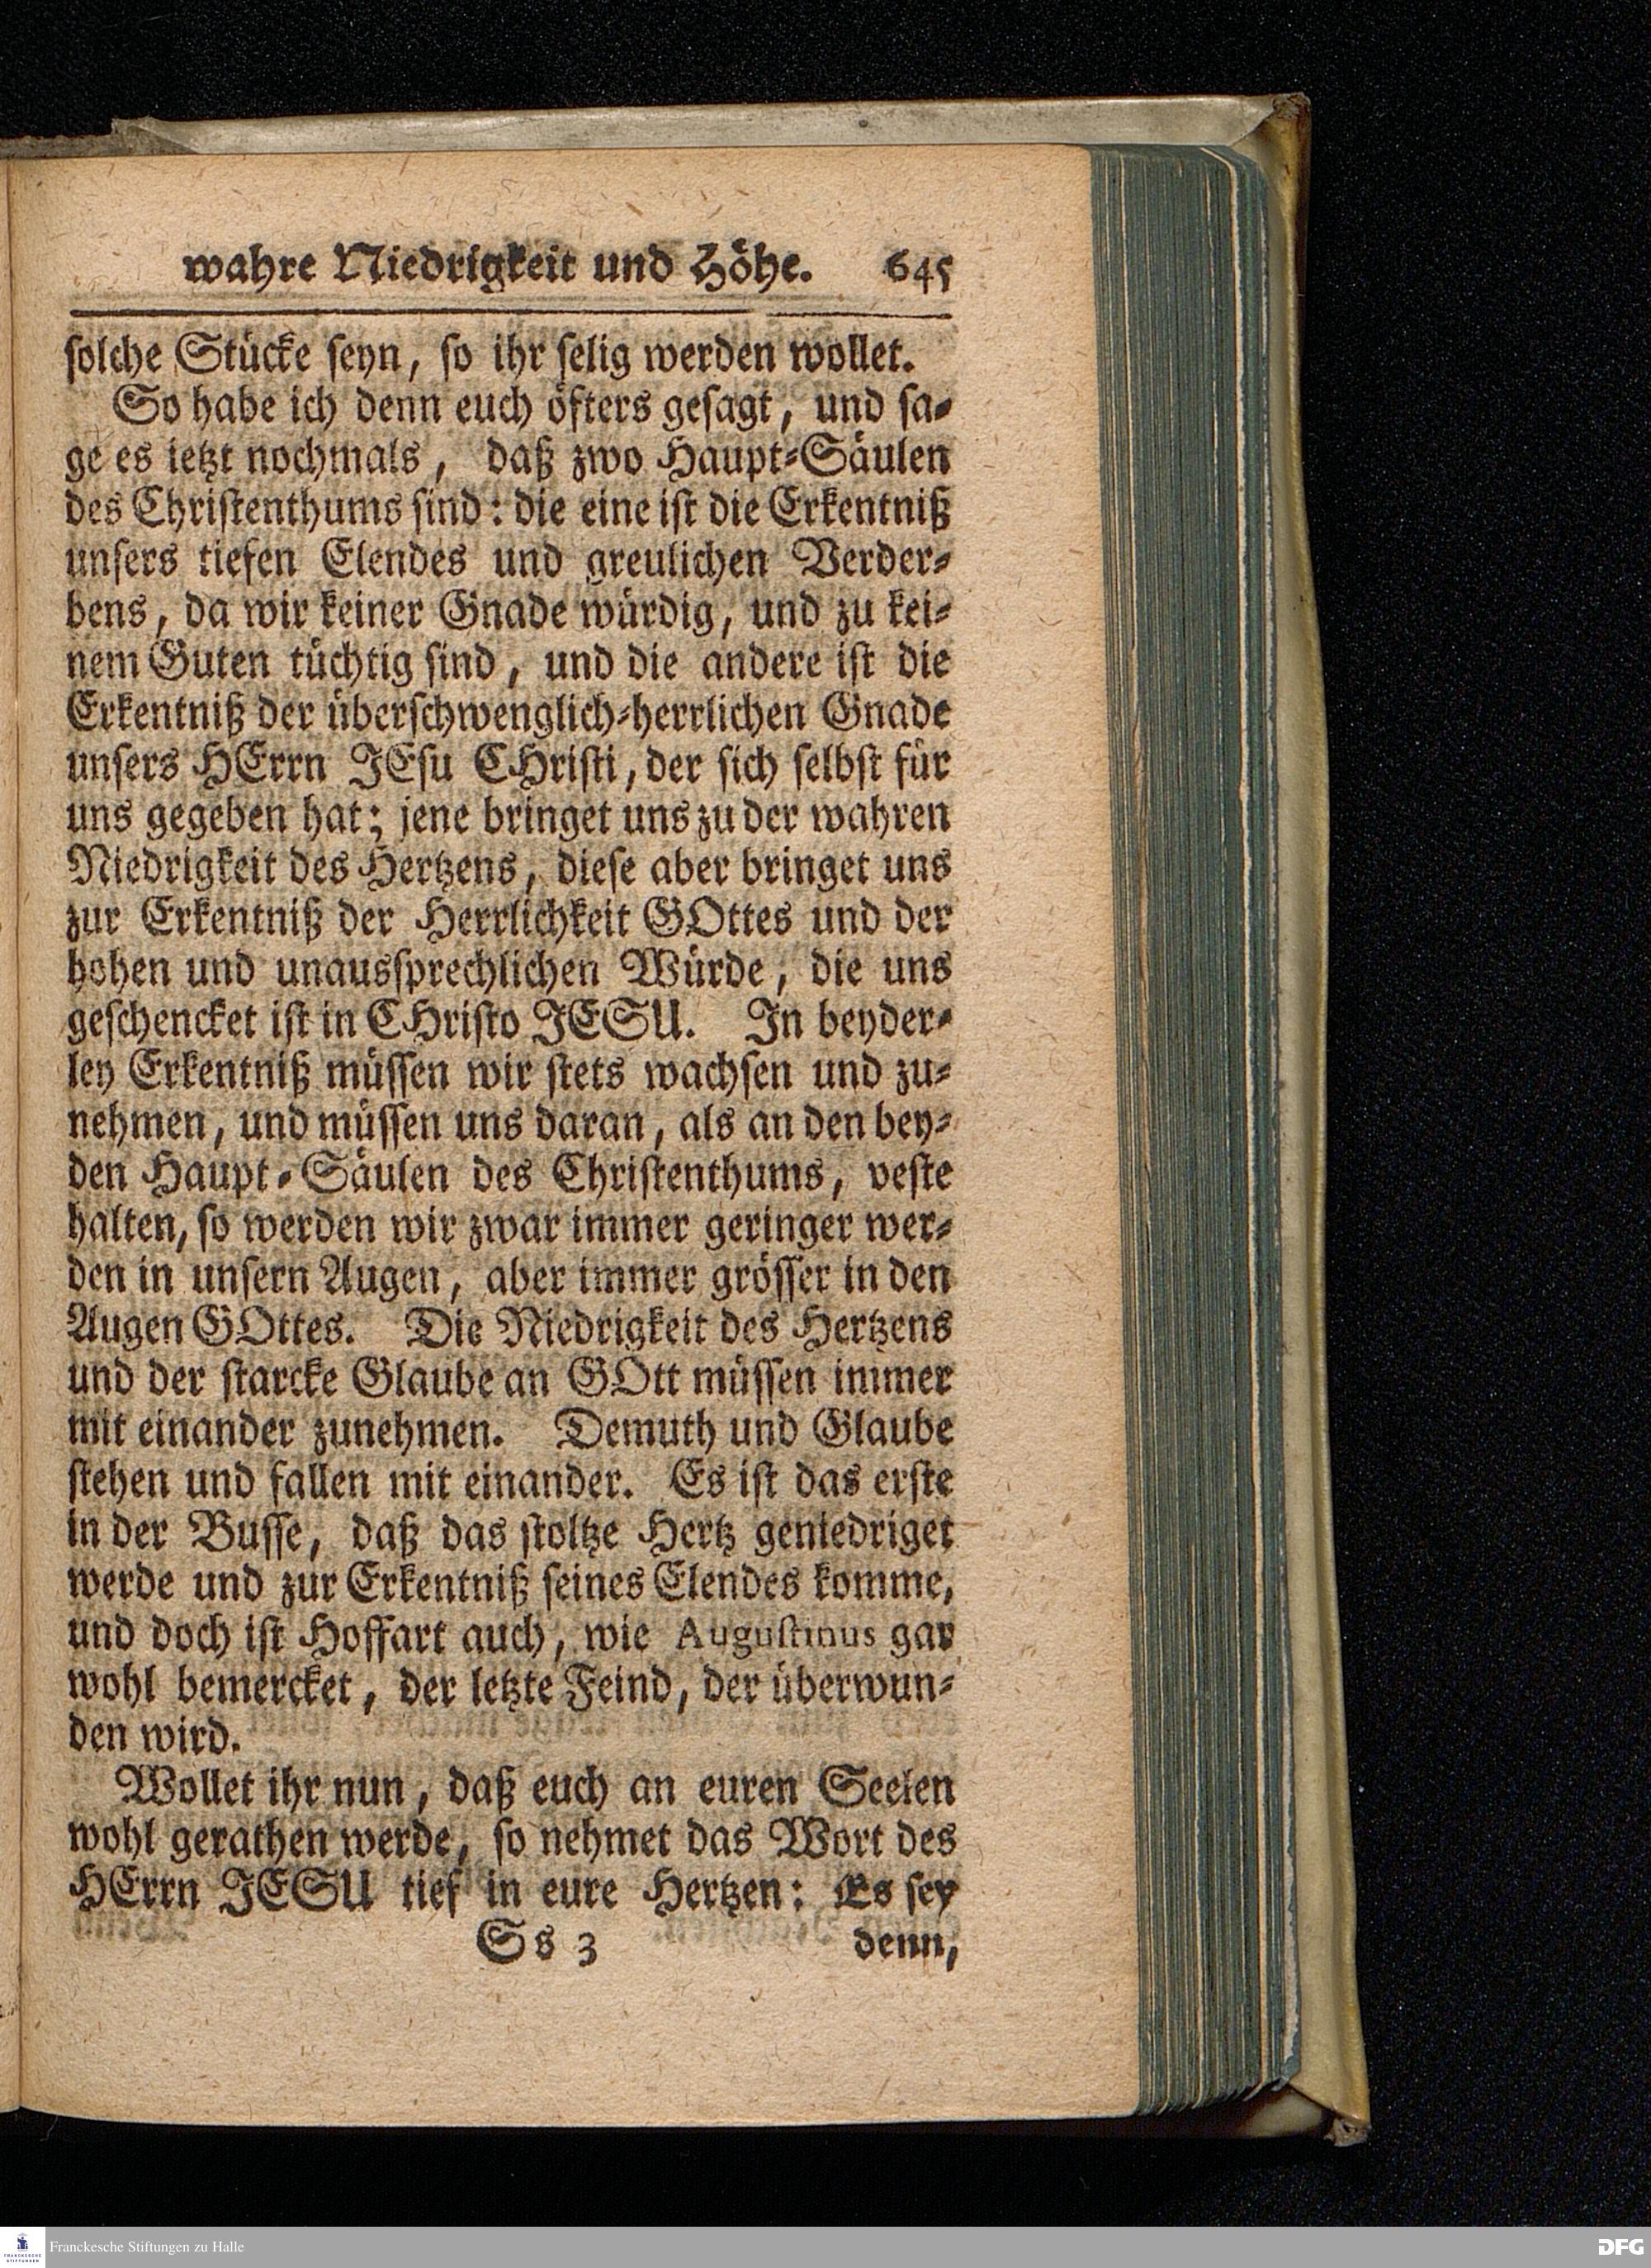 wahre Niedrigkeit und Höhe. 645
solche Stücke seyn, so ihr selig werden wollet.
So habe ich denn euch öfters gesagt, und sa-
ge es ietzt nochmals, daß zwo Haupt-Säulen
des Christenthums sind: die eine ist die Erkentniß
unsers tiefen Elendes und greulichen Verder-
bens, da wir keiner Gnade würdig, und zu kei-
nem Guten tüchtig sind, und die andere ist die
Erkentniß der überschwenglich-herrlichen Gnade
unsers HErrn JEsu CHristi, der sich selbst für
uns gegeben hat; jene bringet uns zu der wahren
Niedrigkeit des Hertzens, diese aber bringet uns
zur Erkentniß der Herrlichkeit GOttes und der
hohen und unaussprechlichen Würde, die uns
geschencket ist in CHristo JESU. In beyder-
ley Erkentniß müssen wir stets wachsen und zu-
nehmen, und müssen uns daran, als an den bey-
den Haupt-Säulen des Christenthums, veste
halten, so werden wir zwar immer geringer wer-
den in unsern Augen, aber immer grösser in den
Augen GOttes. Die Niedrigkeit des Hertzens
und der starcke Glaube an GOtt müssen immer
mit einander zunehmen. Demuth und Glaube
stehen und fallen mit einander. Es ist das erste
in der Busse, daß das stoltze Hertz geniedriget
werde und zur Erkentniß seines Elendes komme,
und doch ist Hoffart auch, wie Augustinus gar
wohl bemercket, der letzte Feind, der überwun-
den wird.
Wollet ihr nun, daß euch an euren Seelen
wohl gerathen werde, so nehmet das Wort des
HErrn JESU tief in eure Hertzen: Es sey
Ss 3 denn,
Franckesche Stiftungen zu Halle
DFG